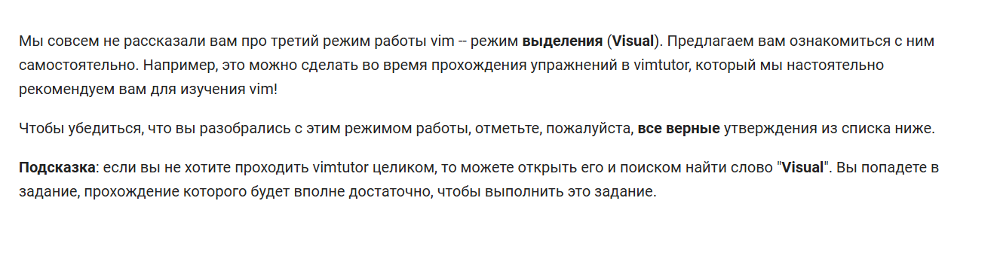 Мы совсем не рассказали вам про третий режим работы vim -- режим выделения (Visual). Предлагаем вам ознакомиться с ним
самостоятельно. Например, это можно сделать во время прохождения упражнений в vimtutor, который мы настоятельно
рекомендуем вам для изучения vim!
Чтобы убедиться, что вы разобрались с этим режимом работы, отметьте, пожалуйста, все верные утверждения из списка ниже.
Подсказка: если вы не хотите проходить vimtutor целиком, то можете открыть его и поиском найти слово "Visual". Вы попадете в
задание, прохождение которого будет вполне достаточно, чтобы выполнить это задание.